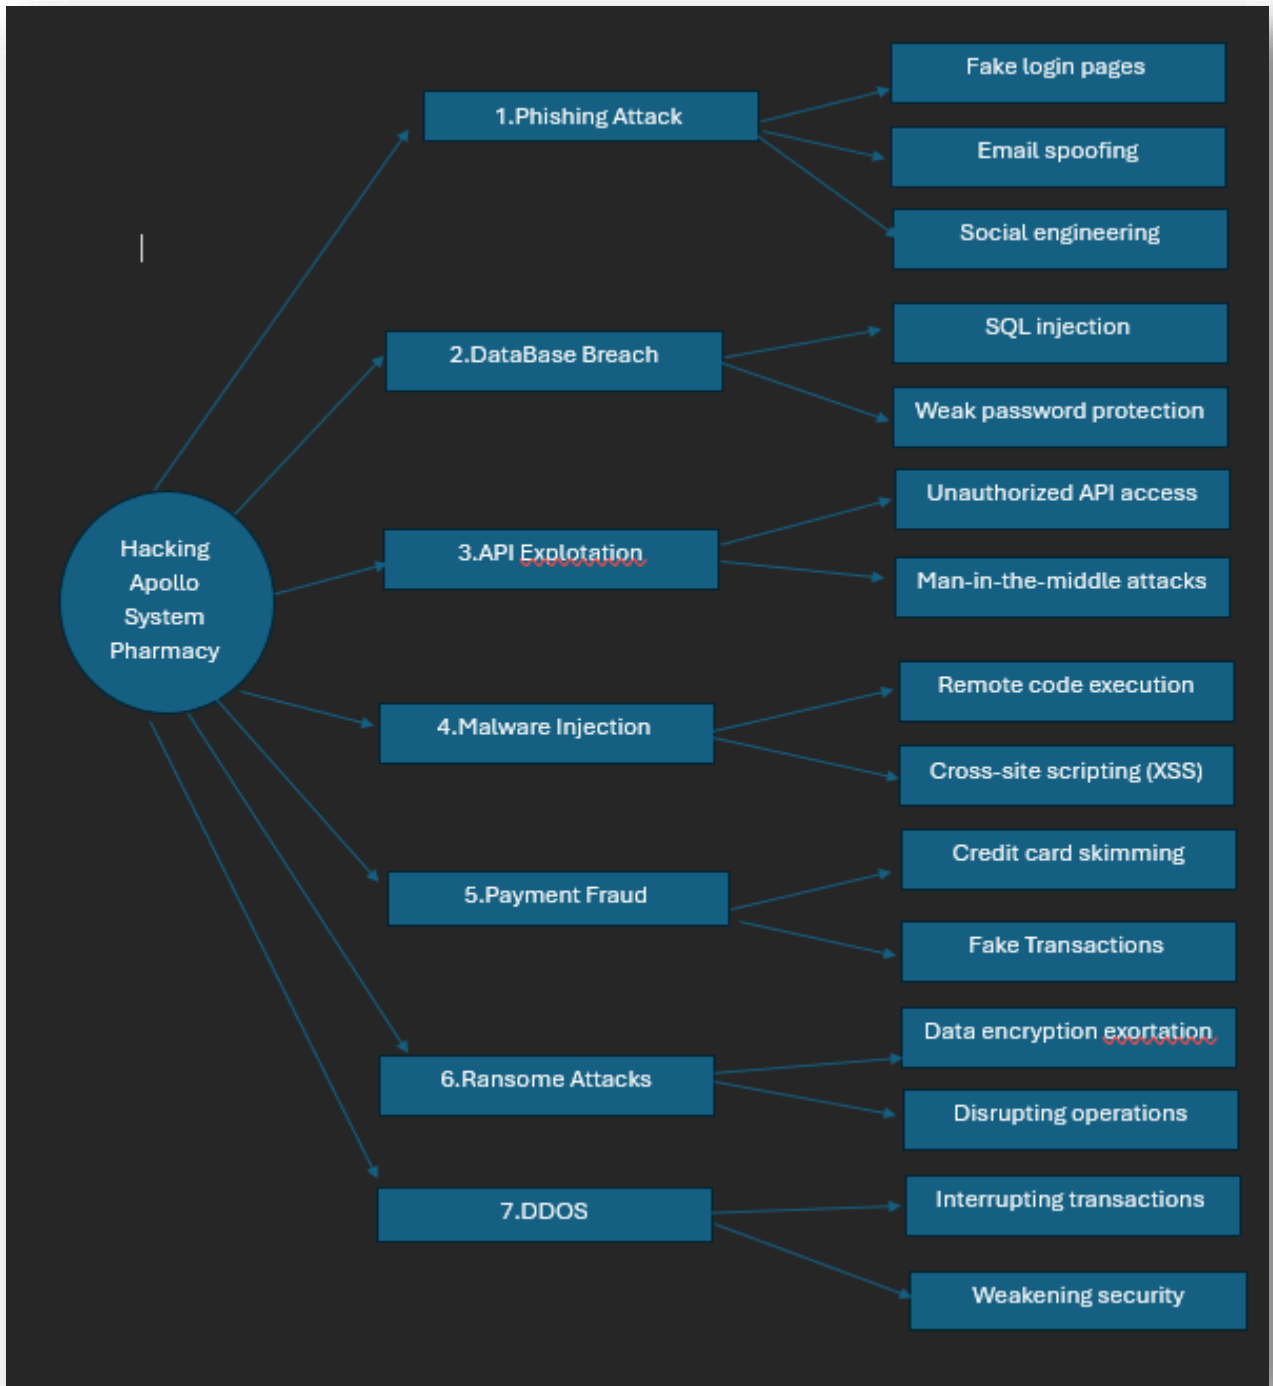 Hacking
Apollo
System
Pharmacy
1.Phishing Attack
Fake login pages
Email spoofing
Social engineering
2.DataBase Breach
SQL injection
Weak password protection
3.API Explotation
Unauthorized API access
Man-in-the-middle attacks
4.Malware Injection
Remote code execution
Cross-site scripting (XSS)
5.Payment Fraud
Credit card skimming
Fake Transactions
6.Ransome Attacks
Data encryption exortation
Disrupting operations
7.DDOS
Interrupting transactions
Weakening security